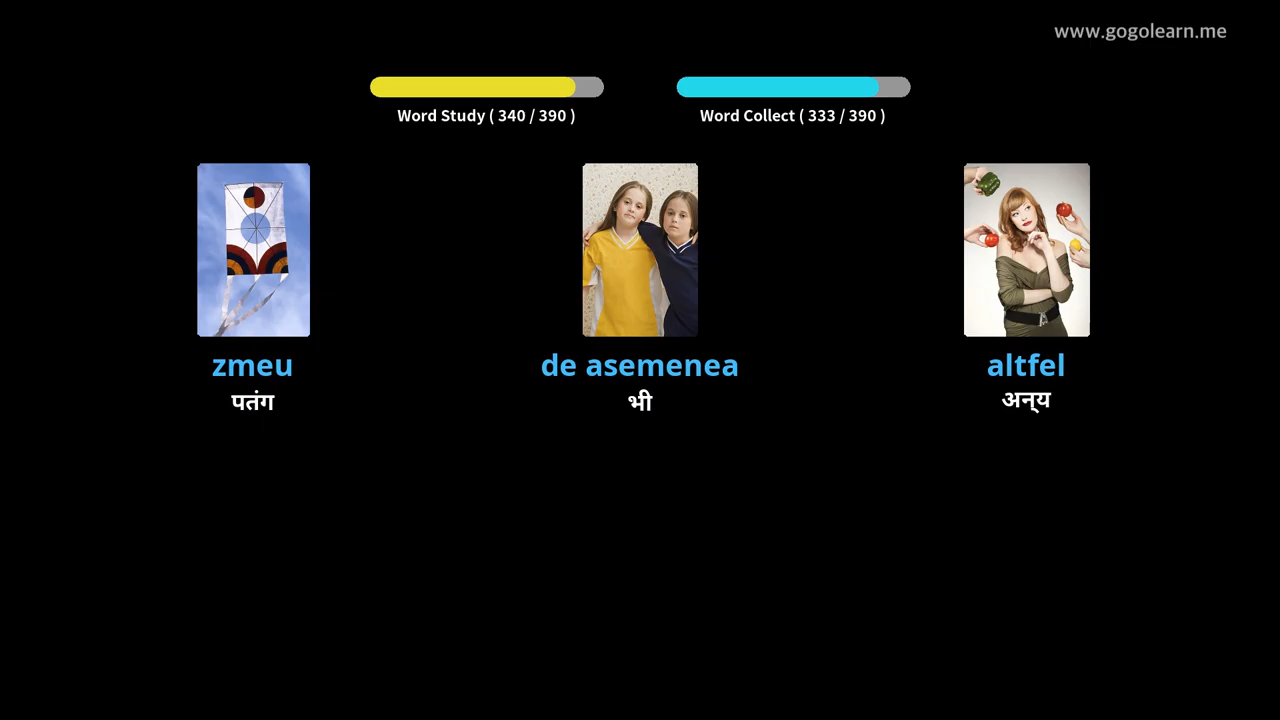 www.gogolearn.me
Word Study ( 340 / 390 )
Word Collect ( 333 / 390 )
zmeu
पतंग
de asemenea
भी
altfel
अन्‌य